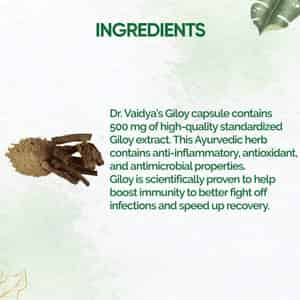 INGREDIENTS
Dr. Vaidya's Giloy capsule contains
500 mg of high-quality standardized
Giloy extract. This Ayurvedic herb
contains anti-inflammatory, antioxidant,
and antimicrobial properties.
Giloy is scientifically proven to help
boost immunity to better fight off
infections and speed up recovery.